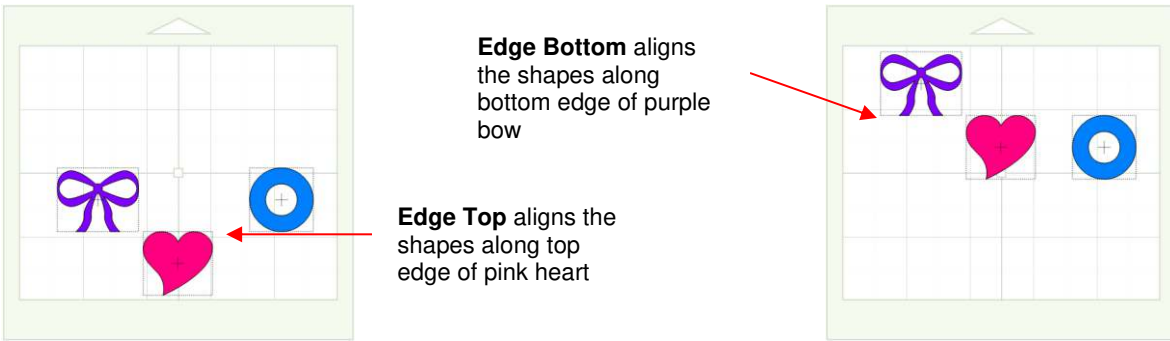 Edge Bottom aligns
the shapes along
bottom edge of purple
bow
Edge Top aligns the
shapes along top
edge of pink heart